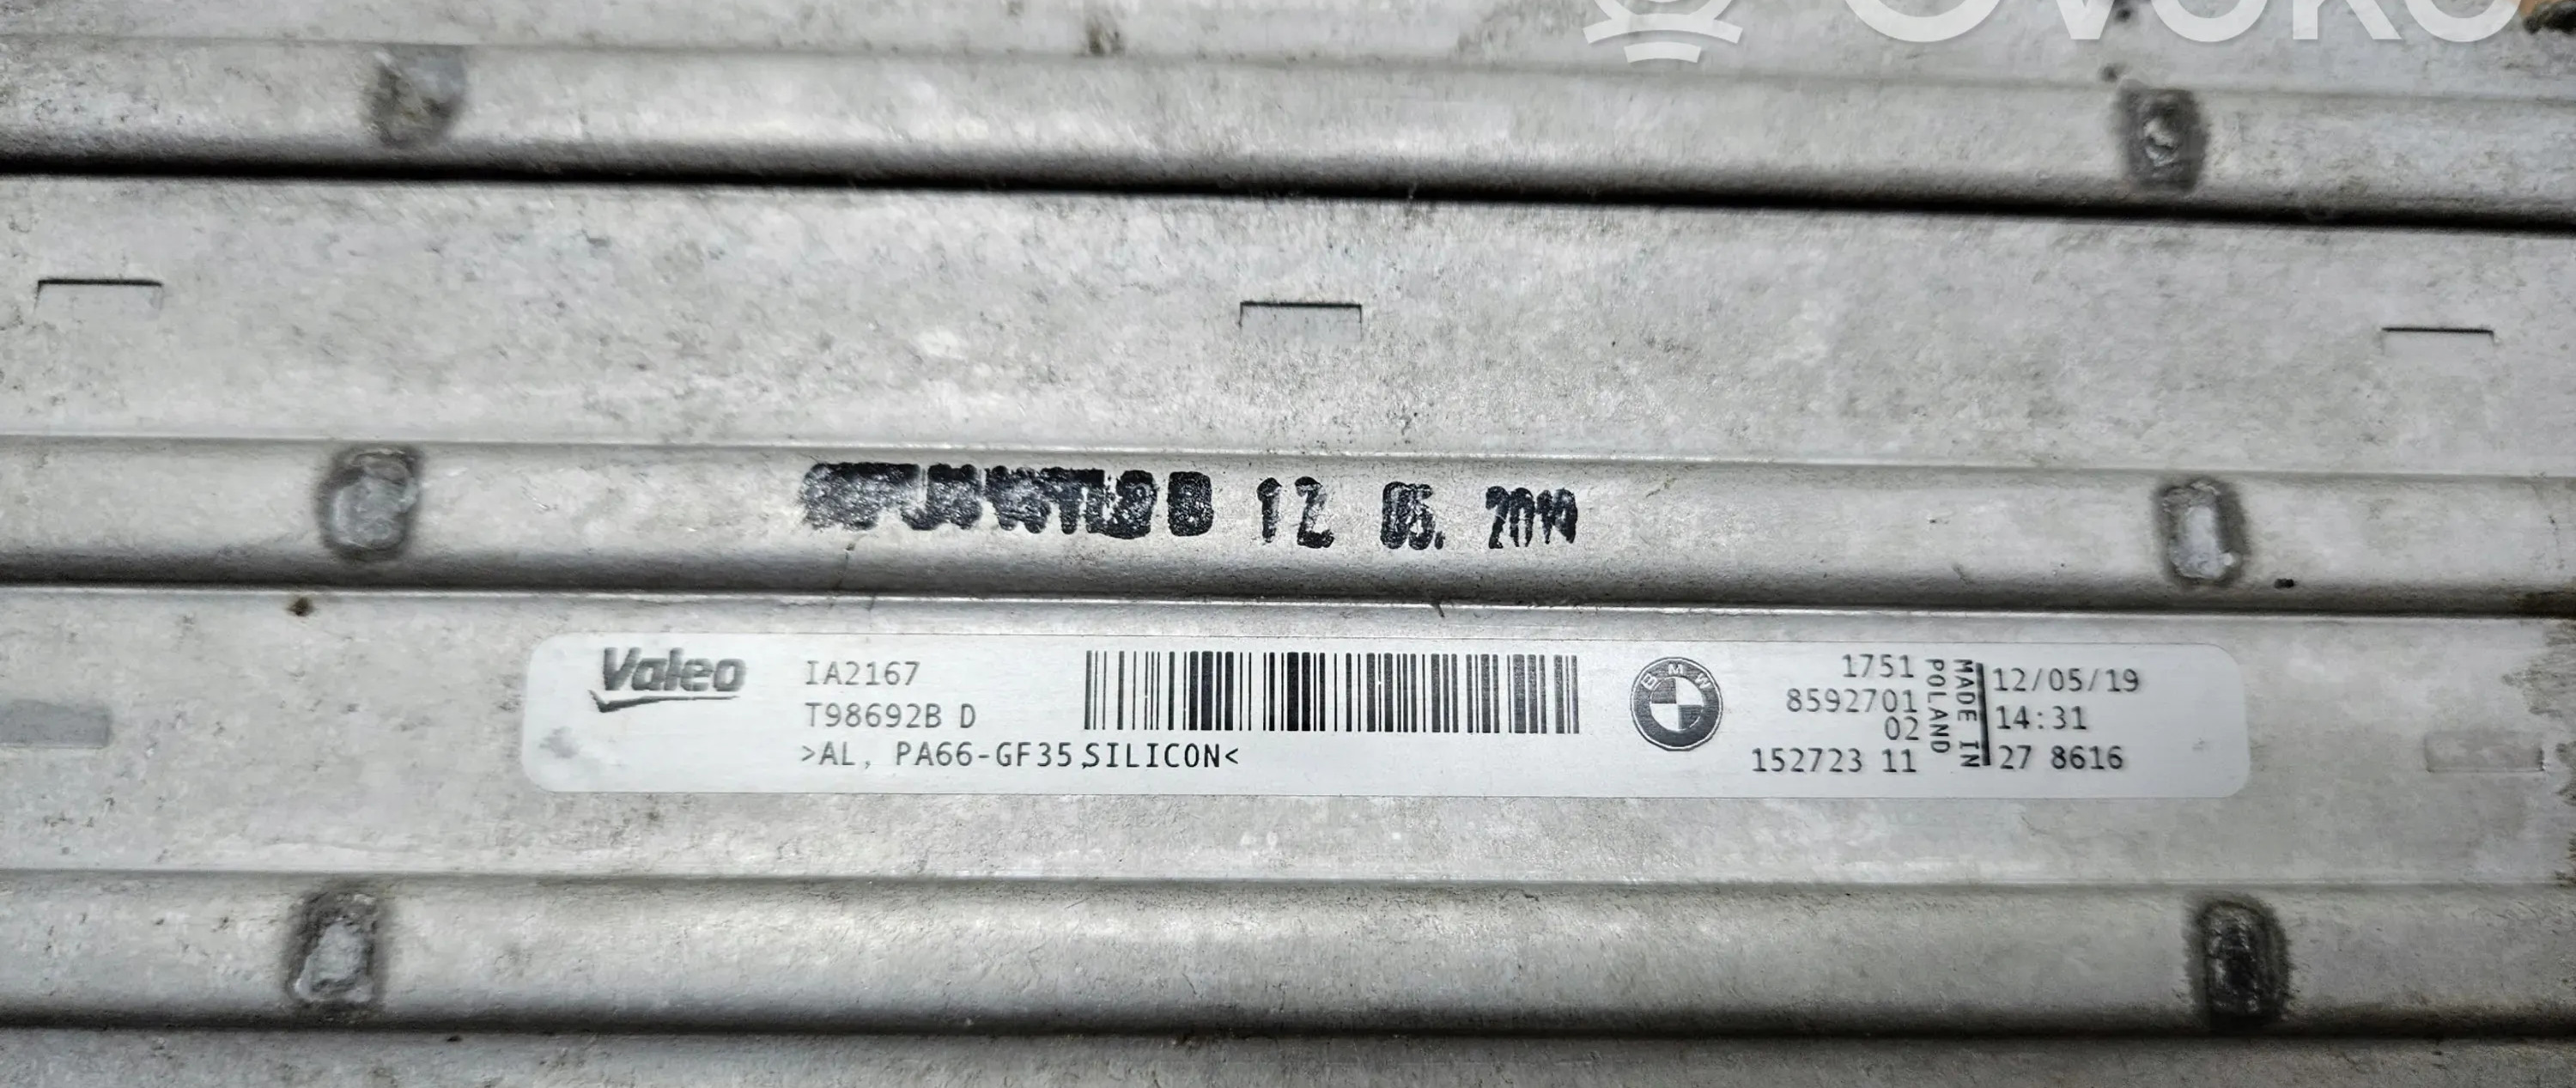 OVOKO
12 05. 2019
Valeo
IA2167
T98692B D
>AL, PA66-GF35,SILICON<
BMW
1751
8592701
02
152723 11
MADE IN
POLAND
12/05/19
14:31
27 8616